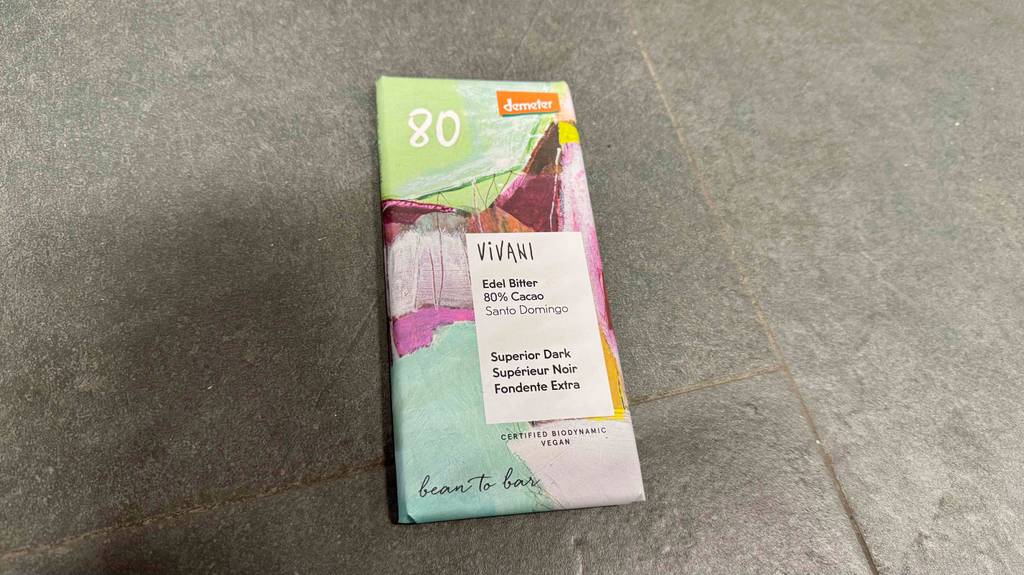 80
demeter
ViVANI
Edel Bitter
80% Cacao
Santo Domingo
Superior Dark
Supérieur Noir
Fondente Extra
CERTIFIED BIODYNAMIC
VEGAN
bean to bar